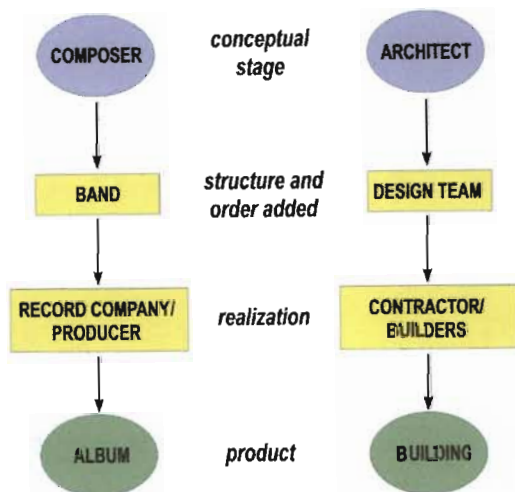 COMPOSER
conceptual
stage
ARCHITECT
BAND
structure and
order added
DESIGN TEAM
RECORD COMPANY/
PRODUCER
realization
CONTRACTOR/
BUILDERS
ALBUM
product
BUILDING